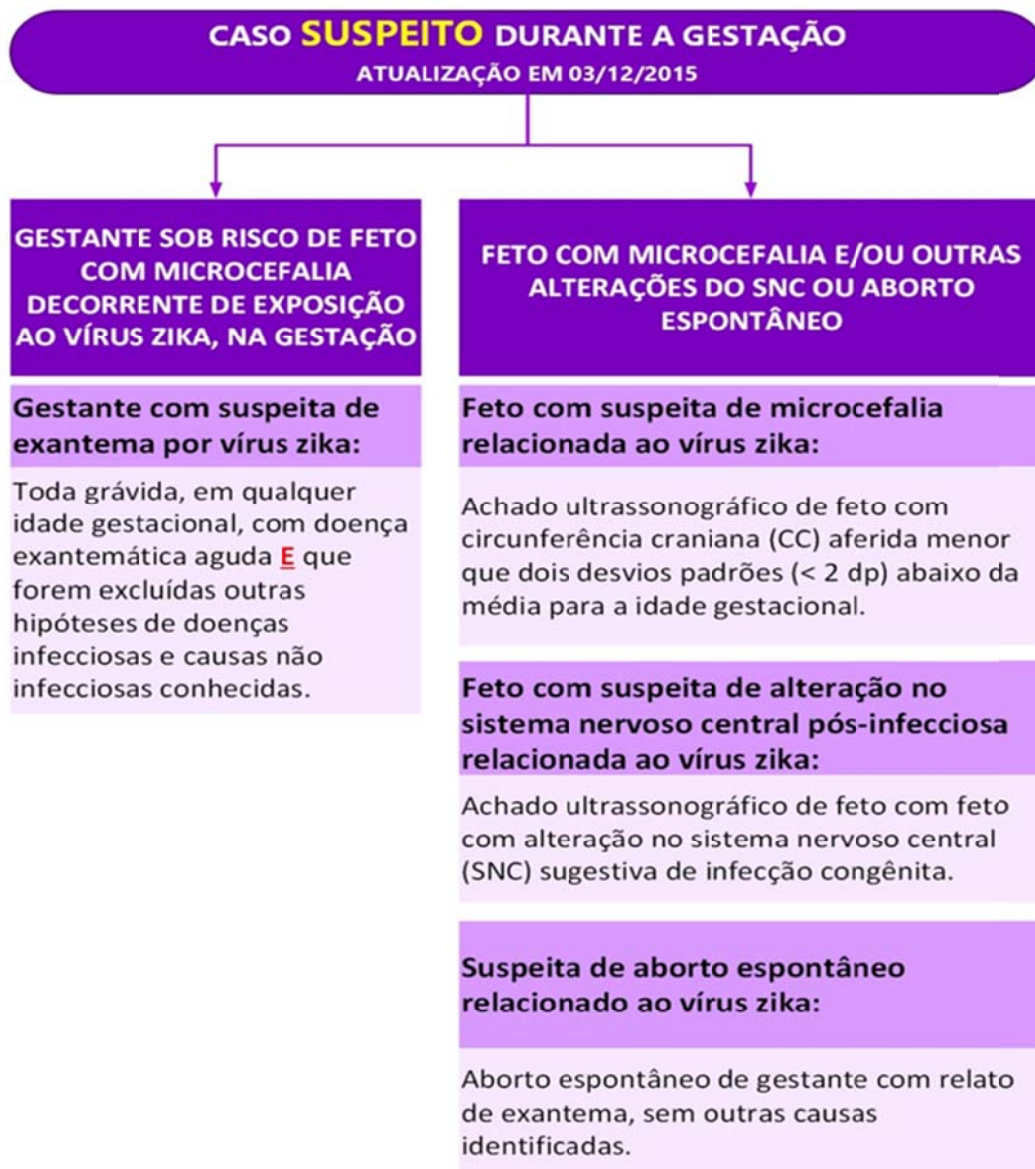 CASO SUSPEITO DURANTE A GESTAÇÃO
ATUALIZAÇÃO EM 03/12/2015
GESTANTE SOB RISCO DE FETO
COM MICROCEFALIA
DECORRENTE DE EXPOSIÇÃO
AO VÍRUS ZIKA, NA GESTAÇÃO
Gestante com suspeita de
exantema por vírus zika:
Toda grávida, em qualquer
idade gestacional, com doença
exantemática aguda E que
forem excluídas outras
hipóteses de doenças
infecciosas e causas não
infecciosas conhecidas.
FETO COM MICROCEFALIA E/OU OUTRAS
ALTERAÇÕES DO SNC OU ABORTO
ESPONTÂNEO
Feto com suspeita de microcefalia
relacionada ao vírus zika:
Achado ultrassonográfico de feto com
circunferência craniana (CC) aferida menor
que dois desvios padrões (< 2 dp) abaixo da
média para a idade gestacional.
Feto com suspeita de alteração no
sistema nervoso central pós-infecciosa
relacionada ao vírus zika:
Achado ultrassonográfico de feto com feto
com alteração no sistema nervoso central
(SNC) sugestiva de infecção congênita.
Suspeita de aborto espontâneo
relacionado ao vírus zika:
Aborto espontâneo de gestante com relato
de exantema, sem outras causas
identificadas.